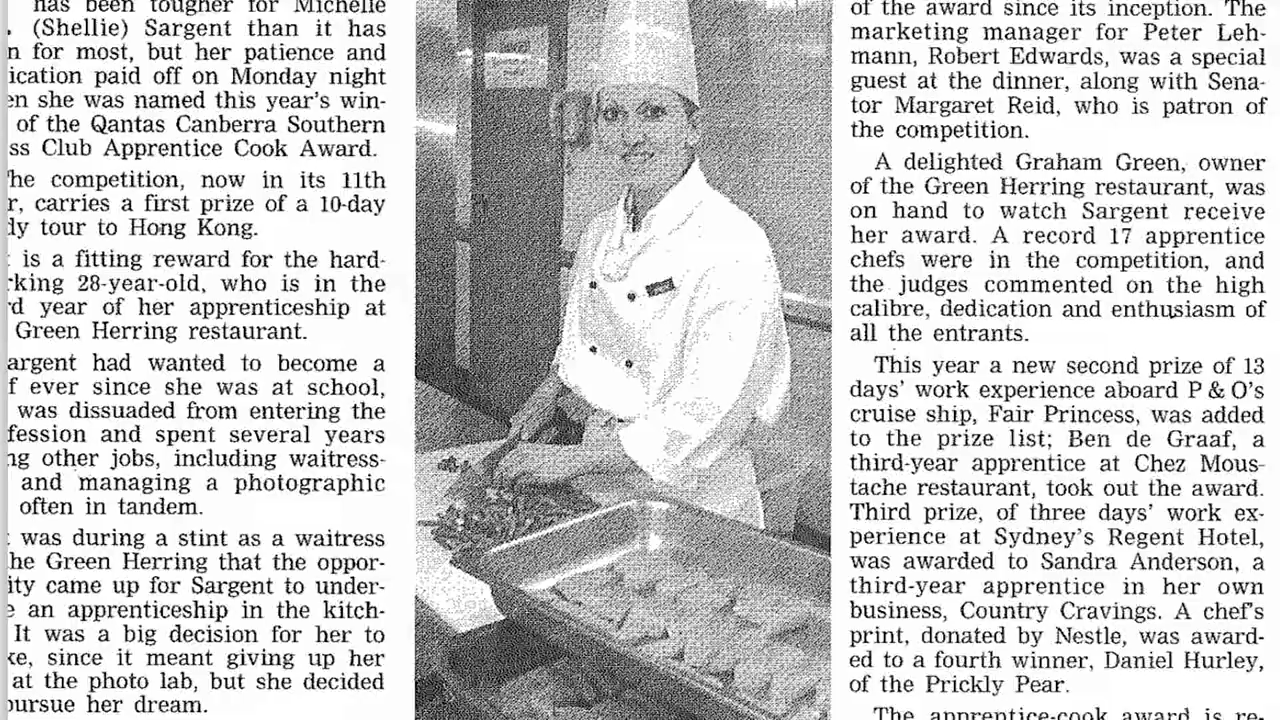 has been tougher for Michelle
(Shellie) Sargent than it has
for most, but her patience and
paid off on Monday night
she was named this year's win-
of the Qantas Canberra Southern
Club Apprentice Cook Award.
competition, now in its 11th
carries a first prize of a 10-day
tour to Hong Kong.
is a fitting reward for the hard-
28-year-old, who is in the
year of her apprenticeship at
Green Herring restaurant.
had wanted to become a
ever since she was at school,
was dissuaded from entering the
and spent several years
other jobs, including waitress-
and managing a photographic
often in tandem.
was during a stint as a waitress
Green Herring that the oppor-
came up for Sargent to under-
an apprenticeship in the kitch-
It was a big decision for her to
since it meant giving up her
at the photo lab, but she decided
her dream.
of the award since its inception. The
marketing manager for Peter Leh-
mann, Robert Edwards, was a special
guest at the dinner, along with Sena-
tor Margaret Reid, who is patron of
the competition.
A delighted Graham Green, owner
of the Green Herring restaurant, was
on hand to watch Sargent receive
her award. A record 17 apprentice
chefs were in the competition, and
the judges commented on the high
calibre, dedication and enthusiasm of
all the entrants.
This year a new second prize of 13
days' work experience aboard P & O's
cruise ship, Fair Princess, was added
to the prize list; Ben de Graaf, a
third-year apprentice at Chez Mous-
tache restaurant, took out the award.
Third prize, of three days' work ex-
perience at Sydney's Regent Hotel,
was awarded to Sandra Anderson, a
third-year apprentice in her own
business, Country Cravings. A chef's
print, donated by Nestle, was award-
ed to a fourth winner, Daniel Hurley,
of the Prickly Pear.
The apprentice-cook award is re-